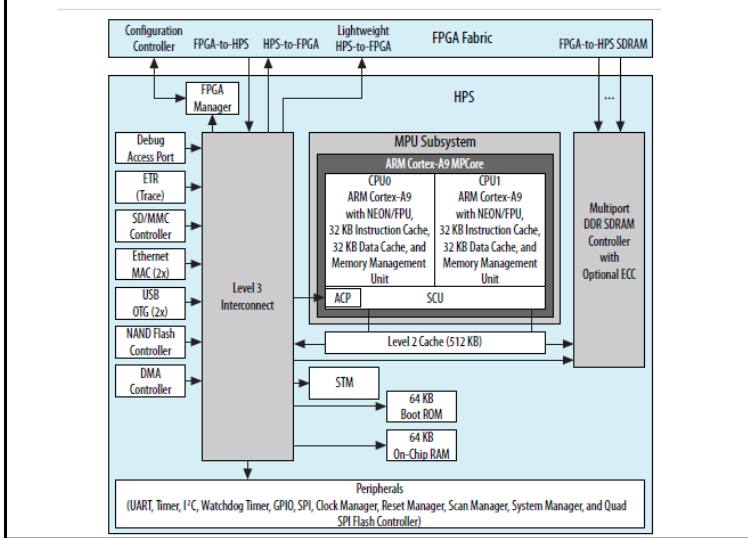 Configuration
Controller
FPGA-to-HPS
HPS-to-FPGA
Lightweight
HPS-to-FPGA
FPGA Fabric
FPGA-to-HPS SDRAM
FPGA
Manager
HPS
...
Debug
Access Port
ETR
(Trace)
SD/MMC
Controller
Ethernet
MAC (2x)
USB
OTG (2x)
NAND Flash
Controller
DMA
Controller
Level 3
Interconnect
MPU Subsystem
ARM Cortex-A9 MPCore
CPU0
ARM Cortex-A9
with NEON/FPU,
32 KB Instruction Cache,
32 KB Data Cache, and
Memory Management
Unit
CPU1
ARM Cortex-A9
with NEON/FPU,
32 KB Instruction Cache,
32 KB Data Cache, and
Memory Management
Unit
ACP
SCU
Level 2 Cache (512 KB)
Multiport
DDR SDRAM
Controller
with
Optional ECC
STM
64 KB
Boot ROM
64 KB
On-Chip RAM
Peripherals
(UART, Timer, I²C, Watchdog Timer, GPIO, SPI, Clock Manager, Reset Manager, Scan Manager, System Manager, and Quad
SPI Flash Controller)